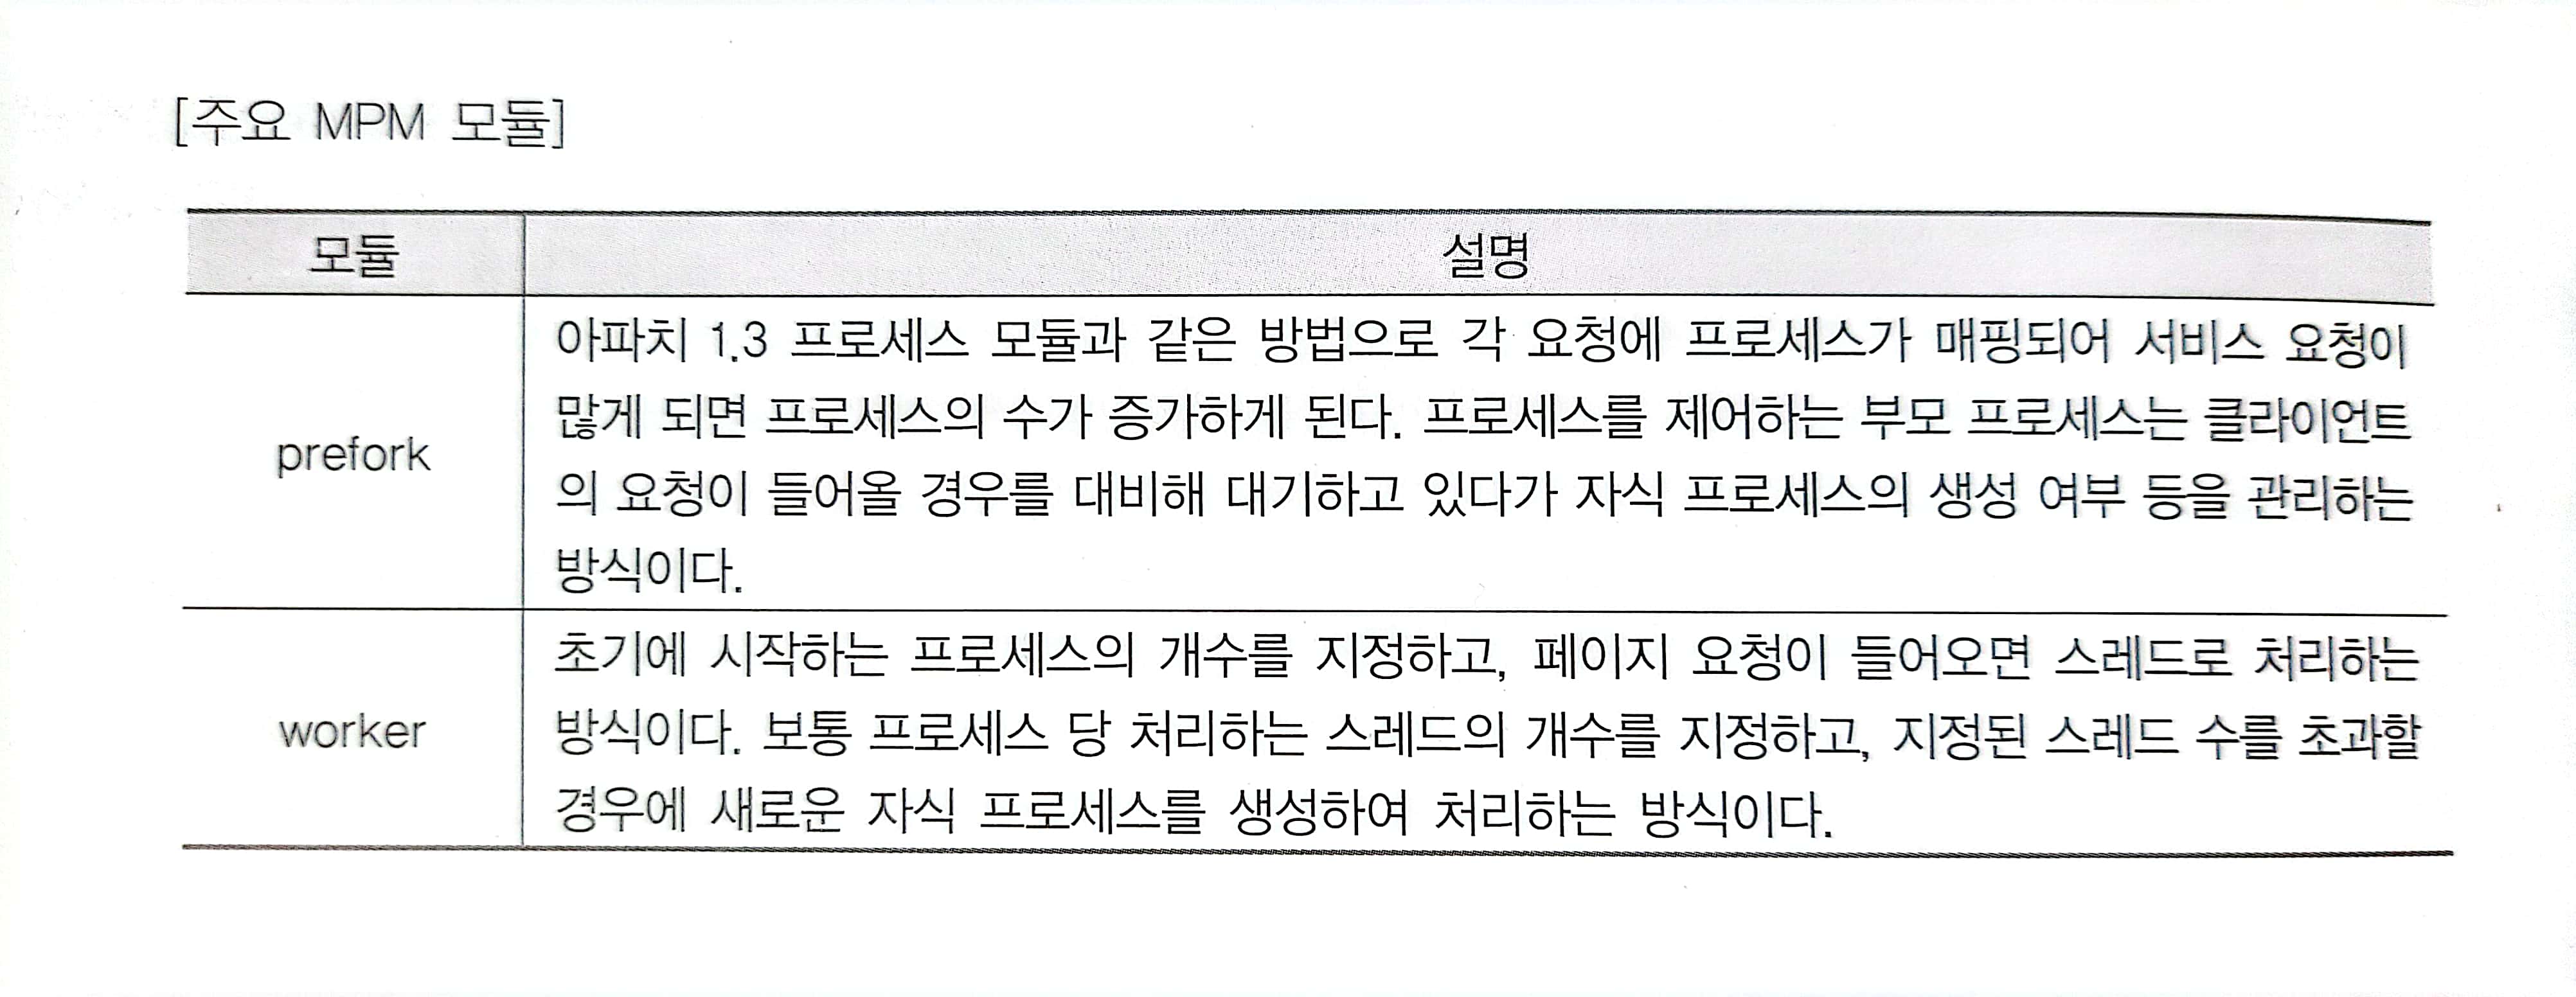 [주요 MPM 모듈]
모듈 설명
아파치 1.3 프로세스 모듈과 같은 방법으로 각 요청에 프로세스가 매핑되어 서비스 요청이
많게 되면 프로세스의 수가 증가하게 된다. 프로세스를 제어하는 부모 프로세스는 클라이언트
prefork
의 요청이 들어올 경우를 대비해 대기하고 있다가 자식 프로세스의 생성 여부 등을 관리하는
방식이다.
초기에 시작하는 프로세스의 개수를 지정하고, 페이지 요청이 들어오면 스레드로 처리하는
worker
방식이다. 보통 프로세스 당 처리하는 스레드의 개수를 지정하고, 지정된 스레드 수를 초과할
경우에 새로운 자식 프로세스를 생성하여 처리하는 방식이다.